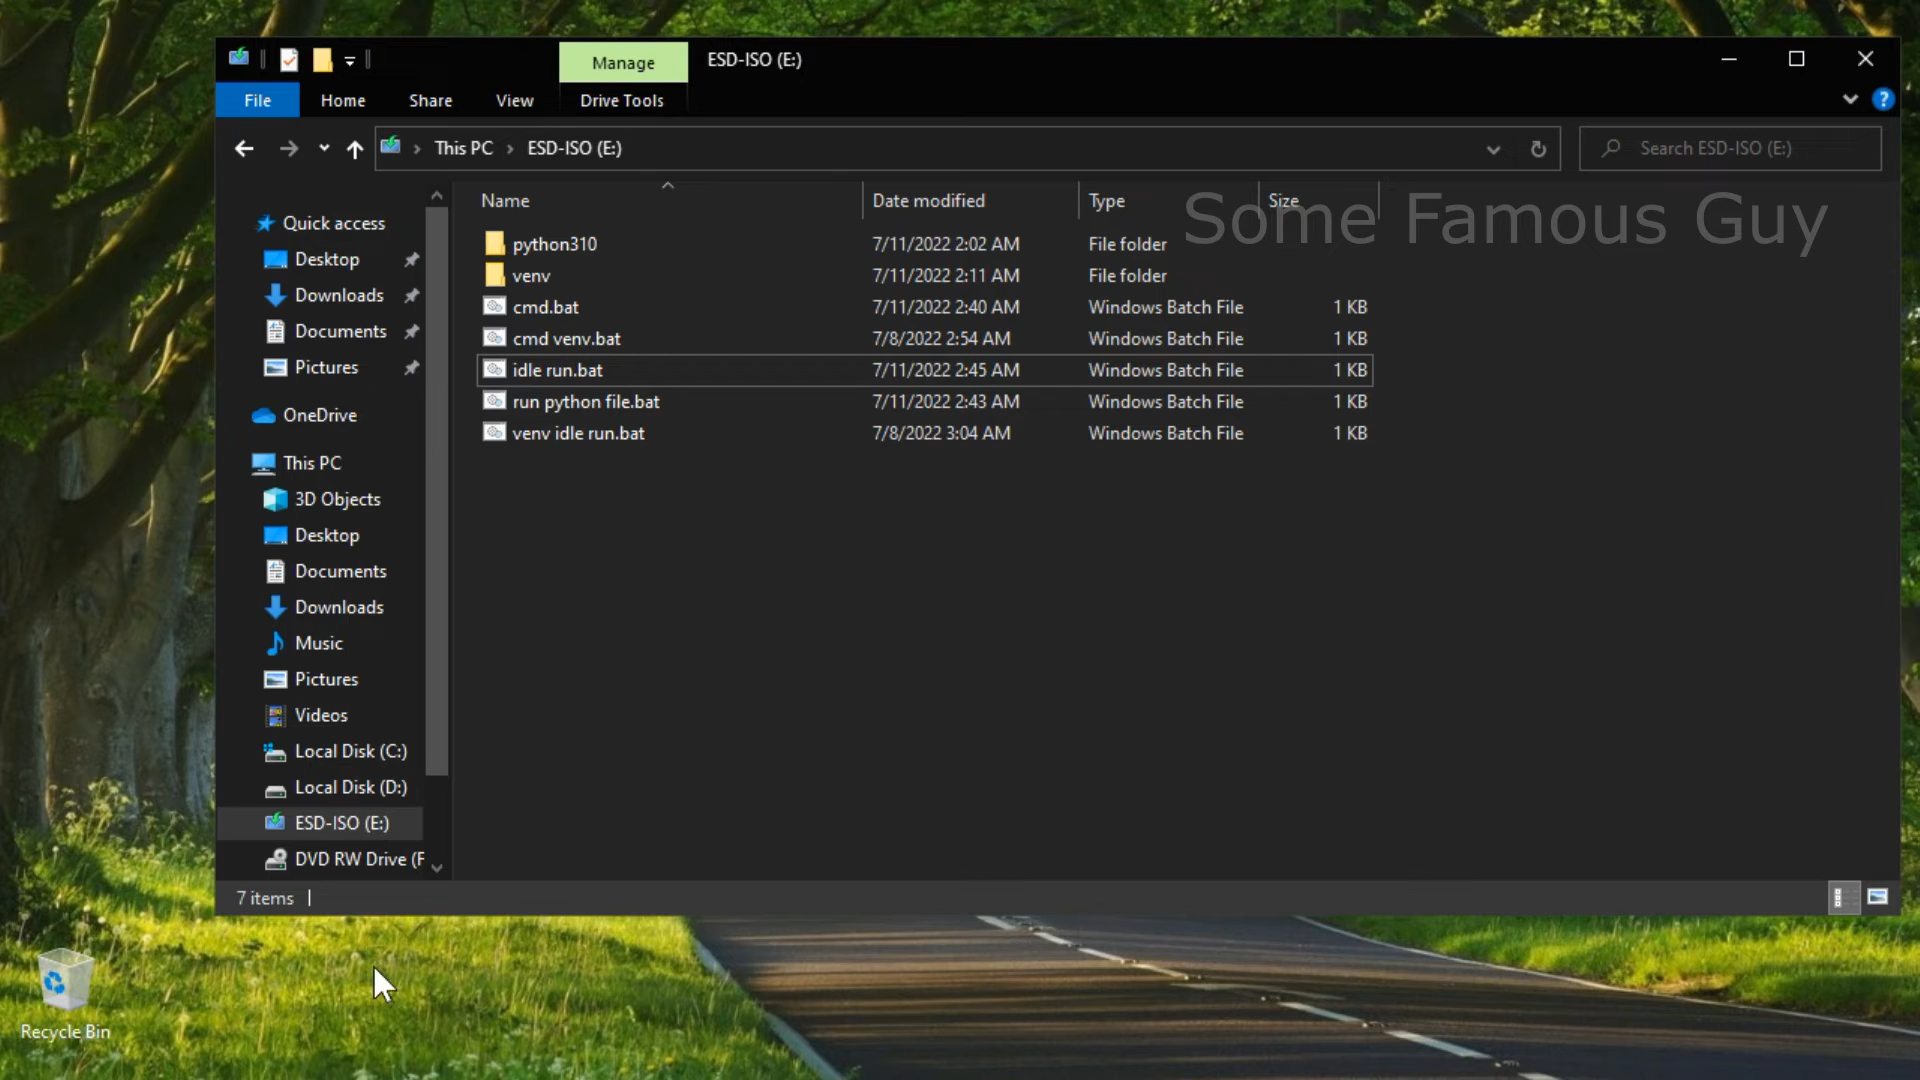 Manage
ESD-ISO (E:)
File
Home
Share
View
Drive Tools
This PC
ESD-ISO (E:)
Search ESD-ISO (E:)
Name
Date modified
Type
Size
Some Famous Guy
python310
7/11/2022 2:02 AM
File folder
venv
7/11/2022 2:11 AM
File folder
cmd.bat
7/11/2022 2:40 AM
Windows Batch File
1 KB
cmd venv.bat
7/8/2022 2:54 AM
Windows Batch File
1 KB
idle run.bat
7/11/2022 2:45 AM
Windows Batch File
1 KB
run python file.bat
7/11/2022 2:43 AM
Windows Batch File
1 KB
venv idle run.bat
7/8/2022 3:04 AM
Windows Batch File
1 KB
Quick access
Desktop
Downloads
Documents
Pictures
OneDrive
This PC
3D Objects
Desktop
Documents
Downloads
Music
Pictures
Videos
Local Disk (C:)
Local Disk (D:)
ESD-ISO (E:)
DVD RW Drive (F
7 items
Recycle Bin